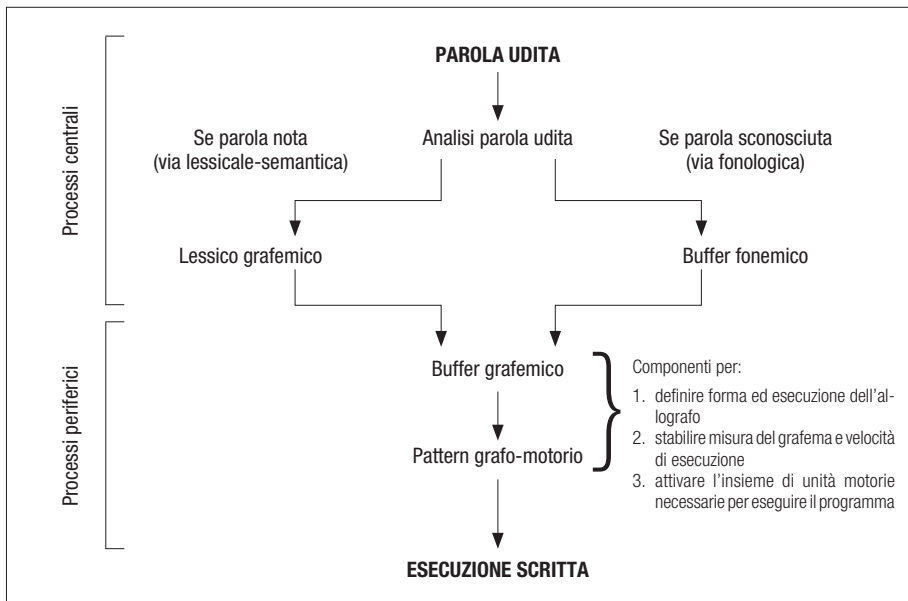 Processi centrali
PAROLA UDITA
Se parola nota
(via lessicale-semantica)
Analisi parola udita
Se parola sconosciuta
(via fonologica)
Lessico grafemico
Buffer fonemico
Processi periferici
Buffer grafemico
Pattern grafo-motorio
Componenti per:
1. definire forma ed esecuzione dell'al-
lografo
2. stabilire misura del grafema e velocità
di esecuzione
3. attivare l'insieme di unità motorie
necessarie per eseguire il programma
ESECUZIONE SCRITTA